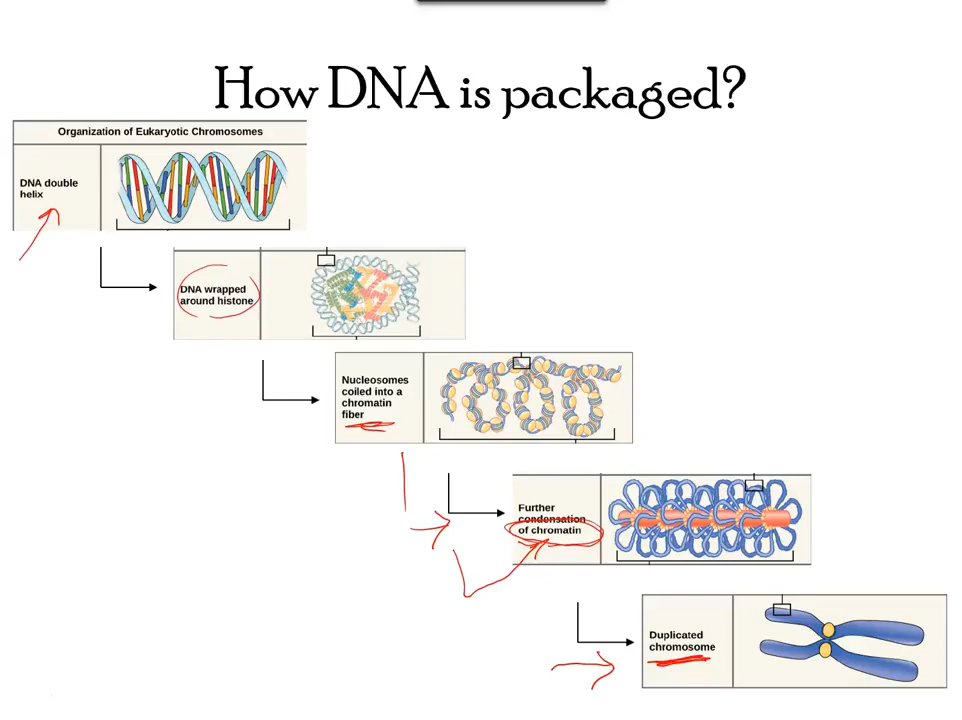 How DNA is packaged?
Organization of Eukaryotic Chromosomes
DNA double
helix
DNA wrapped
around histone
Nucleosomes
coiled into a
chromatin
fiber
Further
condensation
of chromatin
Duplicated
chromosome